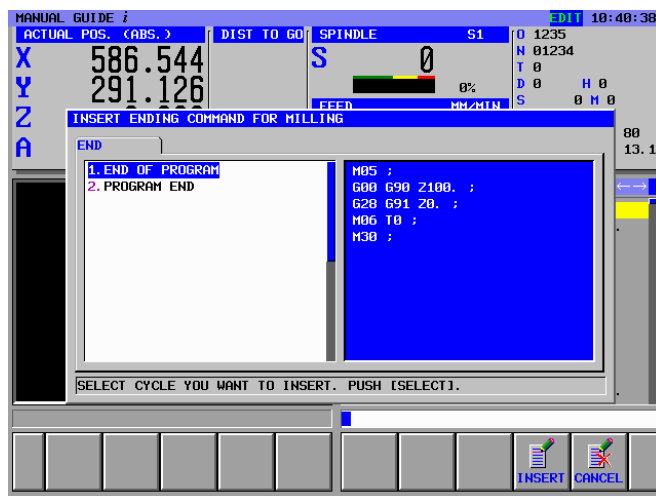 MANUAL GUIDE i EDIT 10:40:38
ACTUAL POS. (ABS.) DIST TO GO SPINDLE S1 O 1235
X 586.544 S 0 N 01234
T 0
Y 291.126 0% D 0 H 0
FEED MM/MIN S 0 M 0
Z
A 80
13.1
INSERT ENDING COMMAND FOR MILLING
END
1. END OF PROGRAM
2. PROGRAM END
M05 ;
G00 G90 Z100. ;
G28 G91 Z0. ;
M06 T0 ;
M30 ;
SELECT CYCLE YOU WANT TO INSERT. PUSH [SELECT].
INSERT CANCEL